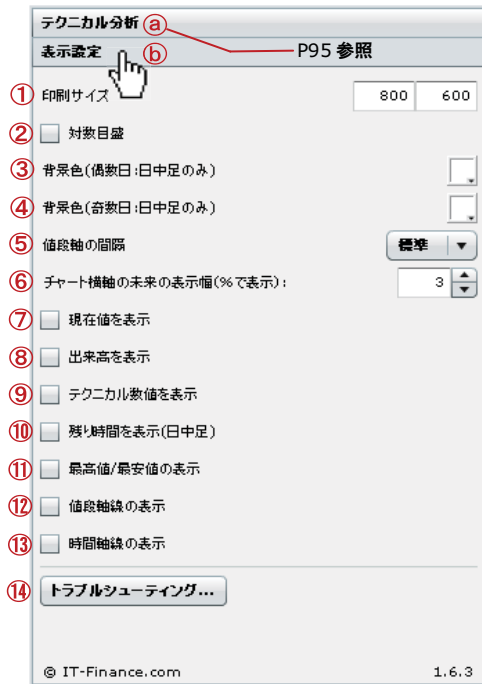 テクニカル分析 ⓐ
表示設定 ⓑ P95 参照
① 印刷サイズ 800 600
② 対数目盛
③ 背景色(偶数日:日中足のみ)
④ 背景色(奇数日:日中足のみ)
⑤ 値段軸の間隔 標準
⑥ チャート横軸の未来の表示幅(%で表示): 3
⑦ 現在値を表示
⑧ 出来高を表示
⑨ テクニカル数値を表示
⑩ 残り時間を表示(日中足)
⑪ 最高値/最安値の表示
⑫ 値段軸線の表示
⑬ 時間軸線の表示
⑭ トラブルシューティング...
© IT-Finance.com 1.6.3